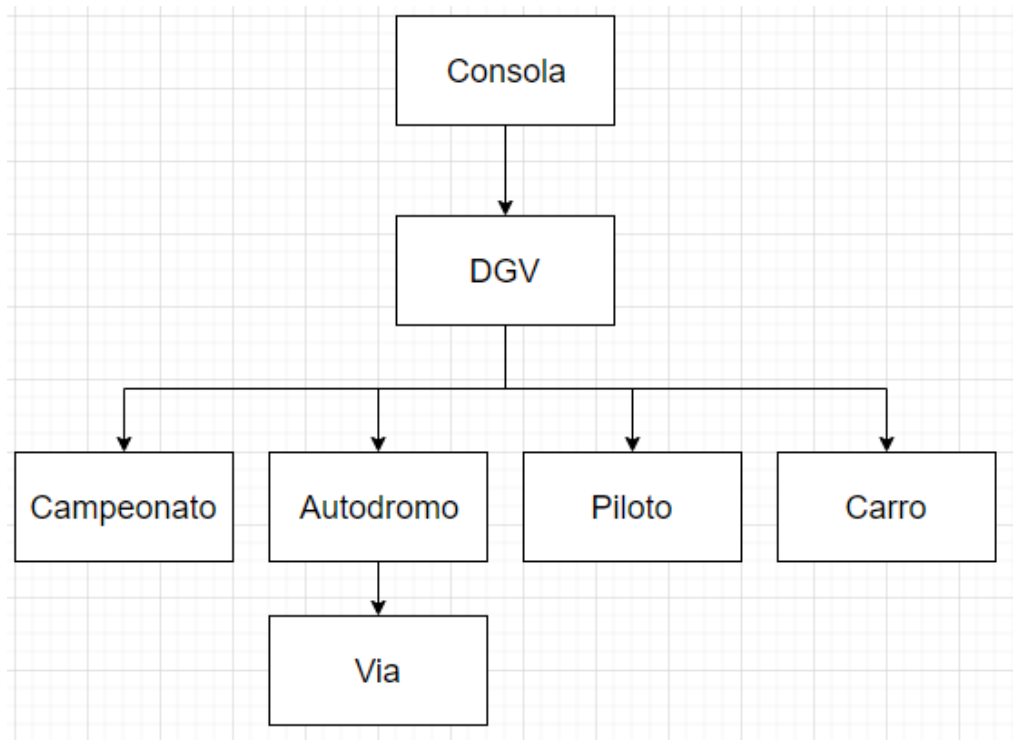 Consola
DGV
Campeonato
Autodromo
Piloto
Carro
Via